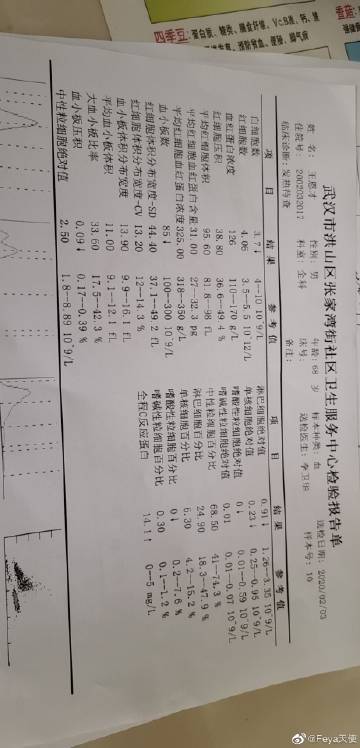 四季豆:
武汉市洪山区张家湾街社区卫生服务中心检验报告单
姓 名: 王恩才 性别: 男 年龄: 68 岁 标本种类: 血 送检日期: 2020/02/03
住院号: 2002032017 科室: 全科 床号: 送检医生: 李卫华 样本号: 10
临床诊断: 发热待查 备注:
项 目 结 果 参 考 值 项 目 结 果 参 考 值
白细胞数 3.7↓ 4--10 10^9/L 淋巴细胞绝对值 0.91↓ 1.26--3.35 10^9/L
红细胞数 4.06 3.5--5.5 10^12/L 单核细胞绝对值 0.23↓ 0.25--0.95 10^9/L
血红蛋白浓度 126 110--170 g/L 嗜酸性粒细胞绝对值 0↓ 0.01--0.59 10^9/L
红细胞压积 38.80 36.6--49.4 % 嗜碱性粒细胞绝对值 0.01 0.01--0.07 10^9/L
平均红细胞体积 95.60 81.8--98 fL 中性粒细胞百分比 68.50 41--74.3 %
平均红细胞血红蛋白含量 31.00 27--32.3 pg 淋巴细胞百分比 24.90 18.3--47.9 %
平均红细胞血红蛋白浓度 325.00 318--350 g/L 单核细胞百分比 6.30 4.2--15.2 %
血小板数 85↓ 100--300 10^9/L 嗜酸性粒细胞百分比 0↓ 0.2--7.6 %
红细胞体积分布宽度-SD 44.40 37.1--49.2 fL 嗜碱性粒细胞百分比 0.30 0.1--1.2 %
红细胞体积分布宽度-CV 13.20 12--14.3 % 全程C反应蛋白 14.1↑ 0--5 mg/L
血小板体积分布宽度 13.90 9.9--16.1 fL
平均血小板体积 11.00 9.1--12.1 fL
大血小板比率 33.60 17.5--42.3 %
血小板压积 0.09↓ 0.17--0.39 %
中性粒细胞绝对值 2.50 1.8--8.89 10^9/L
@Feya天使